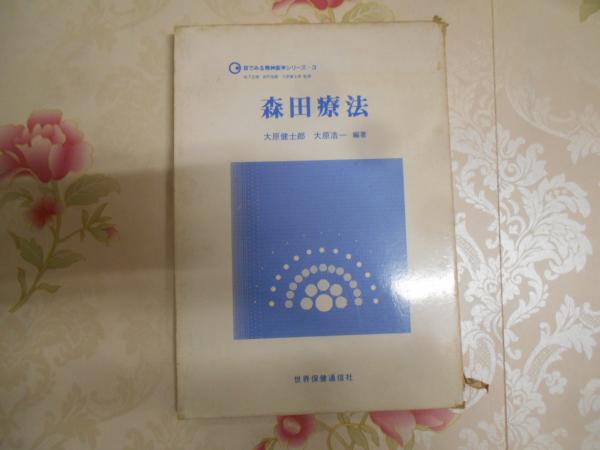 目でみる精神医学シリーズ・3
森田療法
大原健士郎 大原浩一 編著
世界保健通信社